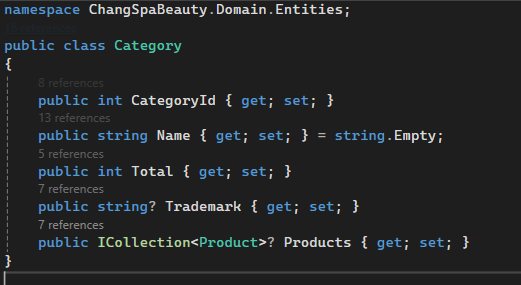 namespace ChangSpaBeauty.Domain.Entities;
public class Category
{
8 references
public int CategoryId { get; set; }
13 references
public string Name { get; set; } = string.Empty;
5 references
public int Total { get; set; }
7 references
public string? Trademark { get; set; }
7 references
public ICollection<Product>? Products { get; set; }
}